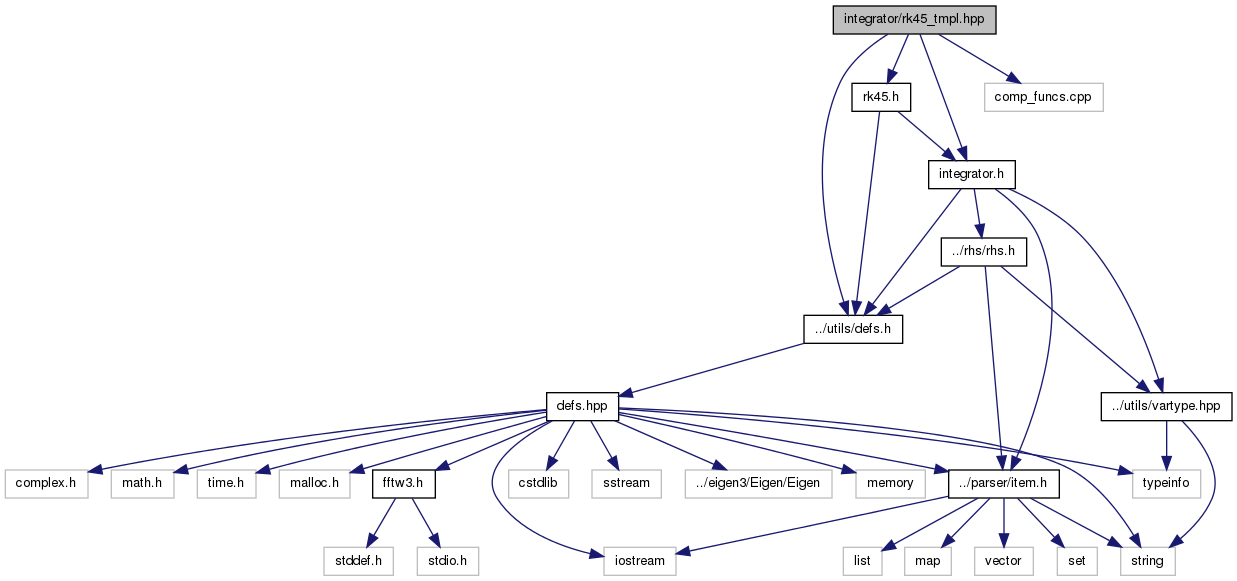 integrator/rk45_tmpl.hpp
rk45.h
comp_funcs.cpp
integrator.h
../rhs/rhs.h
../utils/defs.h
defs.hpp
../utils/vartype.hpp
complex.h
math.h
time.h
malloc.h
fftw3.h
cstdlib
sstream
../eigen3/Eigen/Eigen
memory
../parser/item.h
typeinfo
stddef.h
stdio.h
iostream
list
map
vector
set
string